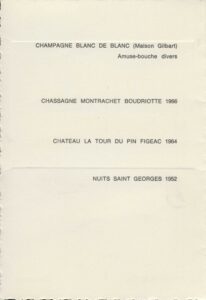 CHAMPAGNE BLANC DE BLANC (Maison Gilbart)
Amuse-bouche divers
CHASSAGNE MONTRACHET BOUDRIOTTE 1966
CHATEAU LA TOUR DU PIN FIGEAC 1964
NUITS SAINT GEORGES 1952